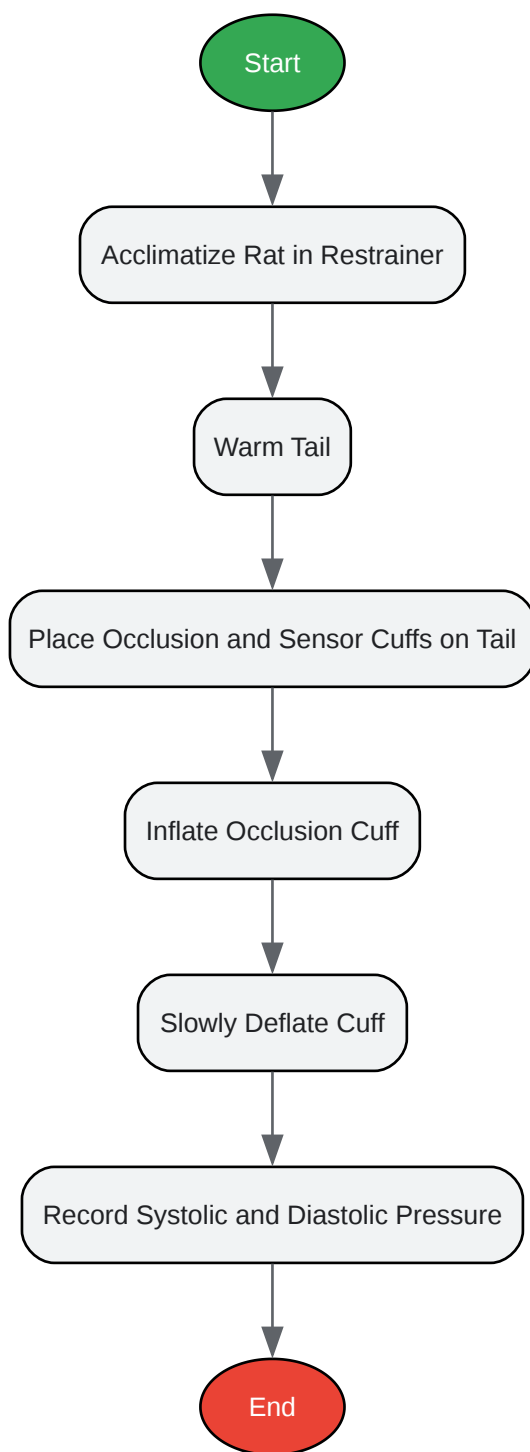 Start
Acclimatize Rat in Restrainer
Warm Tail
Place Occlusion and Sensor Cuffs on Tail
Inflate Occlusion Cuff
Slowly Deflate Cuff
Record Systolic and Diastolic Pressure
End